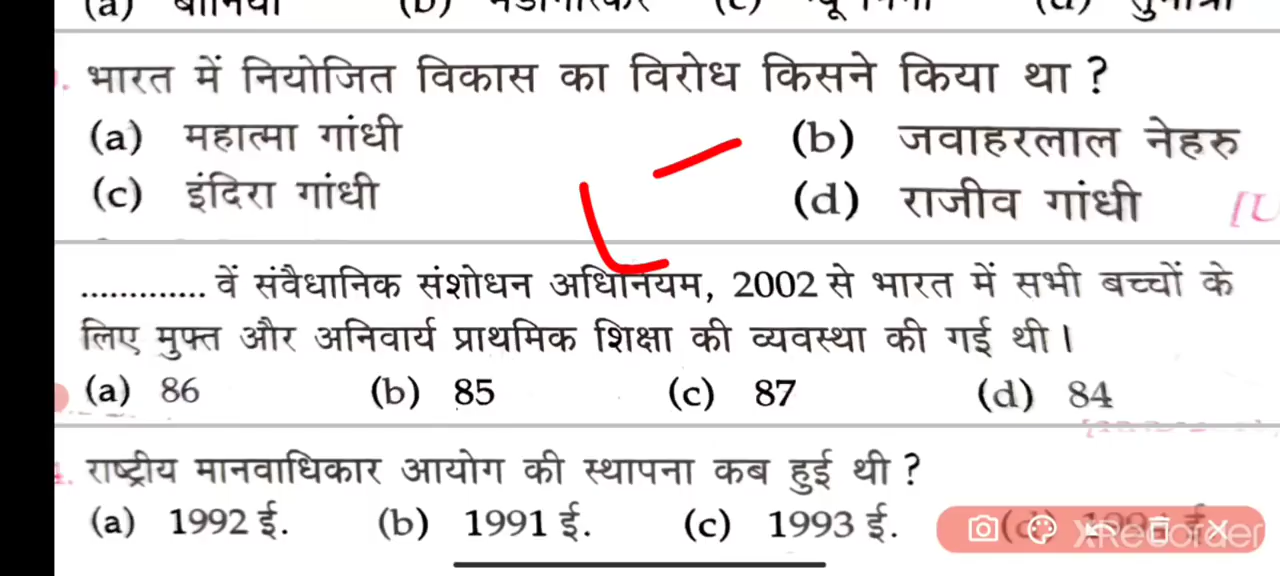 (a) (b) (c) (d)
भारत में नियोजित विकास का विरोध किसने किया था ?
(a) महात्मा गांधी (b) जवाहरलाल नेहरु
(c) इंदिरा गांधी (d) राजीव गांधी [U
............. वें संवैधानिक संशोधन अधिनियम, 2002 से भारत में सभी बच्चों के
लिए मुफ्त और अनिवार्य प्राथमिक शिक्षा की व्यवस्था की गई थी।
(a) 86 (b) 85 (c) 87 (d) 84
राष्ट्रीय मानवाधिकार आयोग की स्थापना कब हुई थी ?
(a) 1992 ई. (b) 1991 ई. (c) 1993 ई. (d)
XRecorder